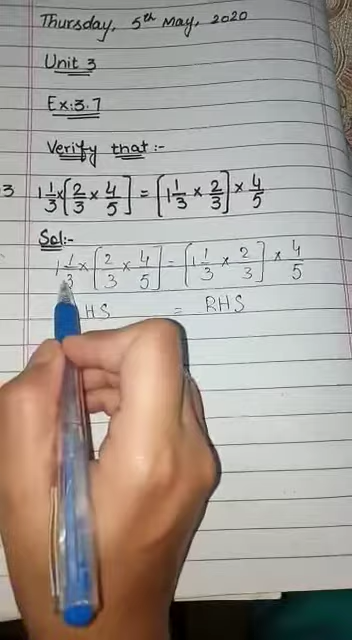 Thursday, 5th May, 2020
Unit 3
Ex:3.7
Verify that:-
3 1 1/3 × [2/3 × 4/5] = [1 1/3 × 2/3] × 4/5
Sol:-
1 1/3 × [2/3 × 4/5] = [1 1/3 × 2/3] × 4/5
HS = RHS